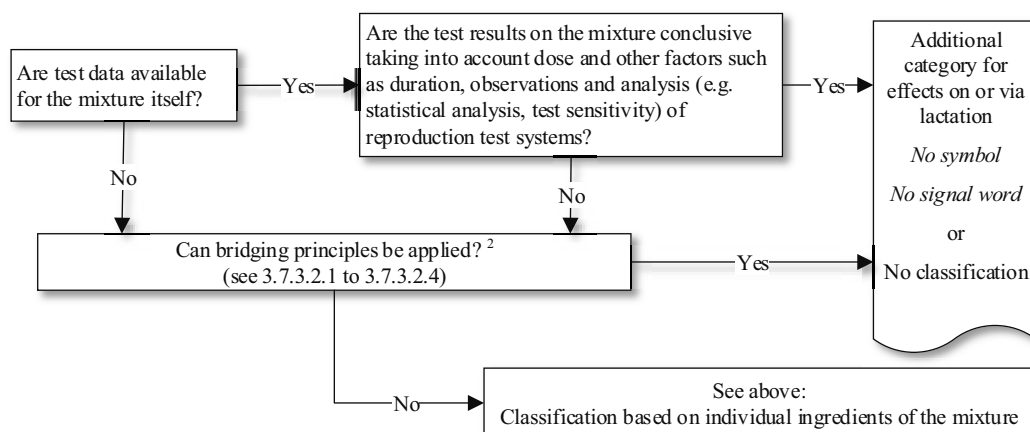 Are test data available
for the mixture itself?
Yes
Are the test results on the mixture conclusive
taking into account dose and other factors such
as duration, observations and analysis (e.g.
statistical analysis, test sensitivity) of
reproduction test systems?
Yes
Additional
category for
effects on or via
lactation
No symbol
No signal word
or
No classification
No
No
Can bridging principles be applied? 2
(see 3.7.3.2.1 to 3.7.3.2.4)
Yes
No
See above:
Classification based on individual ingredients of the mixture